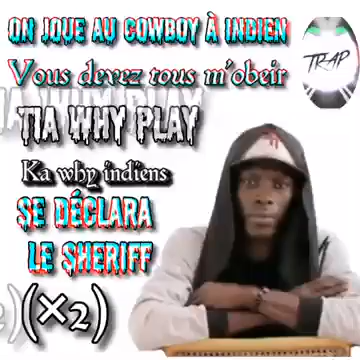 ON JOUE AU COWBOY À INDIEN
Vous devez tous m'obeir
TRAP
TIA WHY PLAY
Ka why indiens
SE DÉCLARA
LE SHERIFF
(×2)